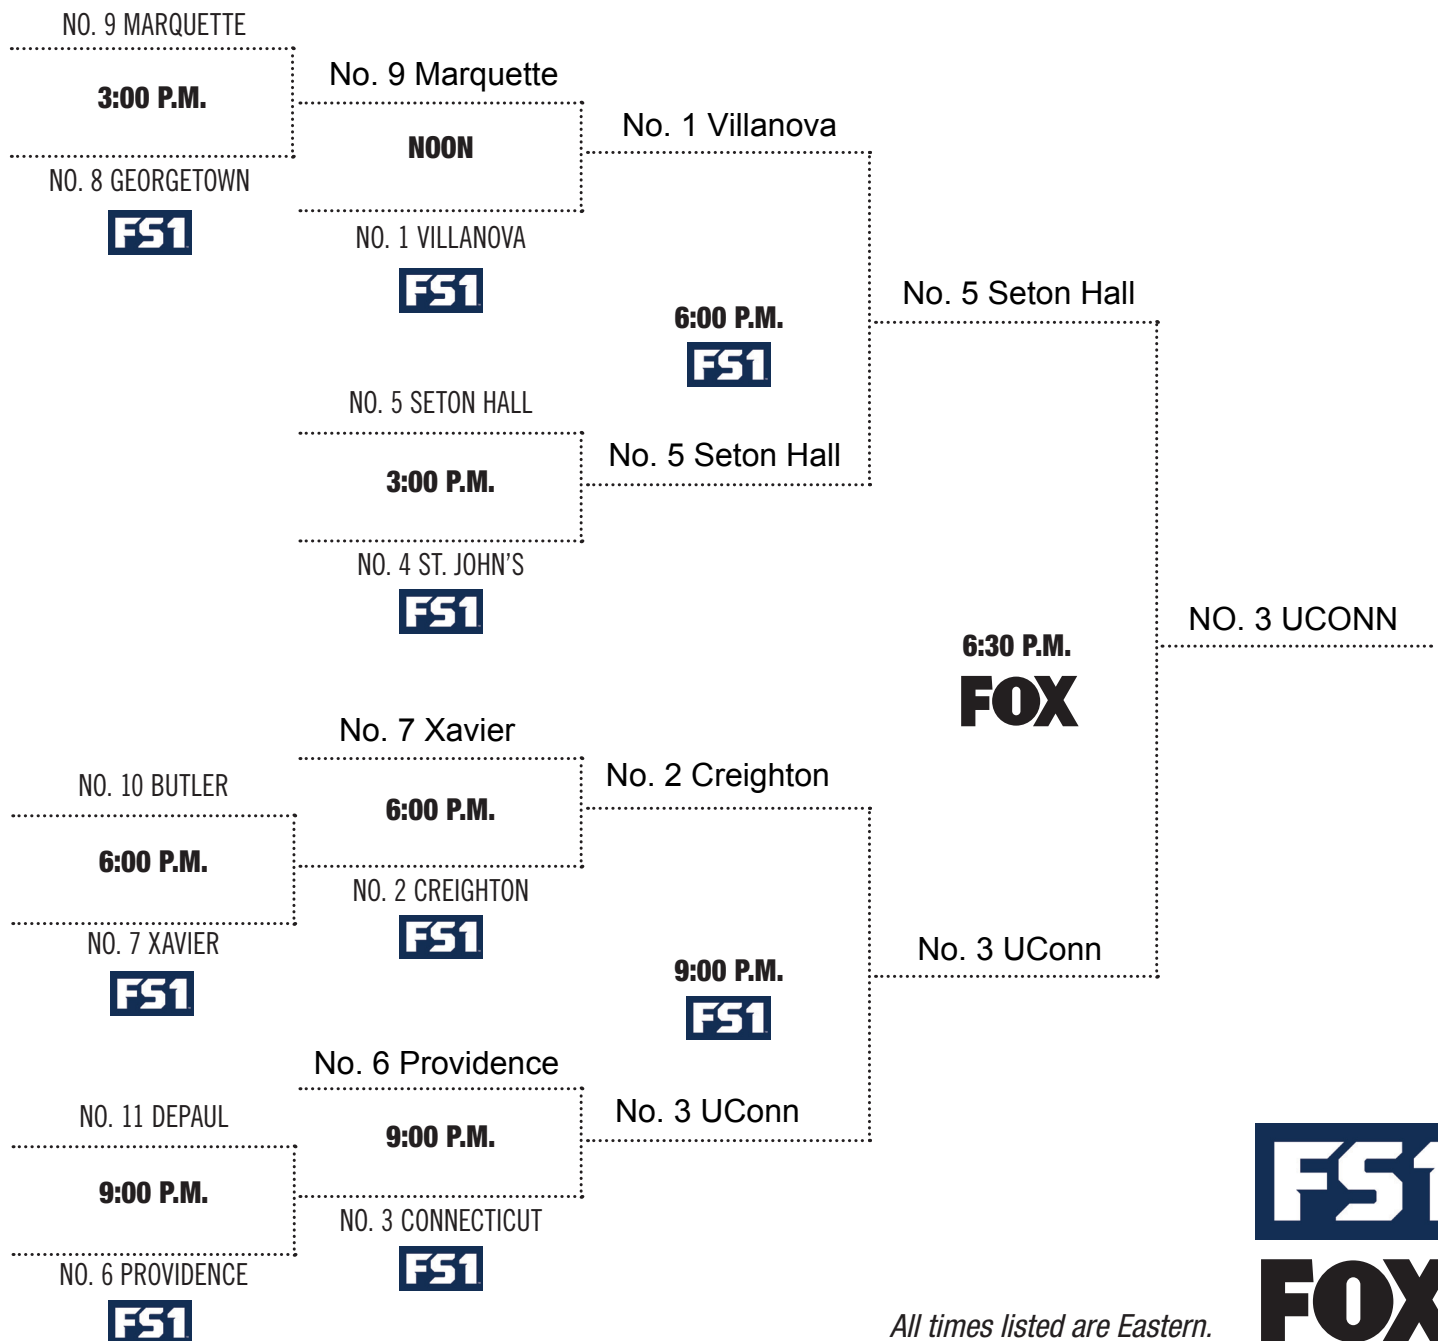 NO. 9 MARQUETTE
3:00 P.M.
NO. 8 GEORGETOWN
FS1
No. 9 Marquette
NOON
NO. 1 VILLANOVA
FS1
No. 1 Villanova
6:00 P.M.
FS1
NO. 5 SETON HALL
3:00 P.M.
NO. 4 ST. JOHN'S
FS1
No. 5 Seton Hall
No. 5 Seton Hall
6:30 P.M.
FOX
NO. 3 UCONN
NO. 10 BUTLER
6:00 P.M.
NO. 7 XAVIER
FS1
No. 7 Xavier
6:00 P.M.
NO. 2 CREIGHTON
FS1
No. 2 Creighton
9:00 P.M.
FS1
No. 3 UConn
NO. 11 DEPAUL
9:00 P.M.
NO. 6 PROVIDENCE
FS1
No. 6 Providence
9:00 P.M.
NO. 3 CONNECTICUT
FS1
No. 3 UConn
FS1
FOX
All times listed are Eastern.